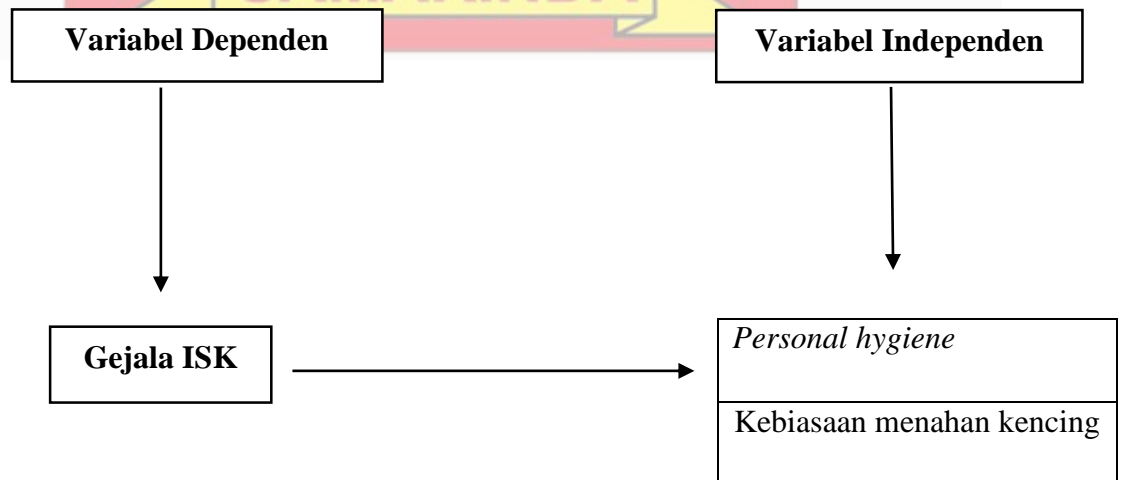 Variabel Dependen
Variabel Independen
Gejala ISK
Personal hygiene
Kebiasaan menahan kencing